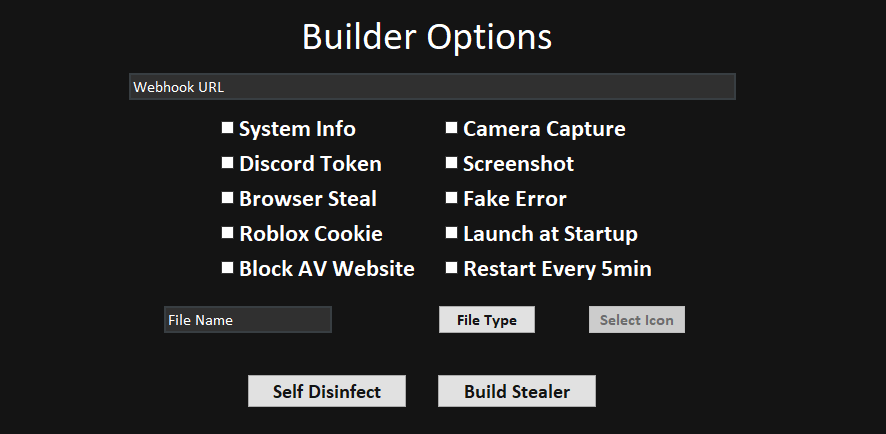 Builder Options
Webhook URL
System Info
Camera Capture
Discord Token
Screenshot
Browser Steal
Fake Error
Roblox Cookie
Launch at Startup
Block AV Website
Restart Every 5min
File Name
File Type
Select Icon
Self Disinfect
Build Stealer